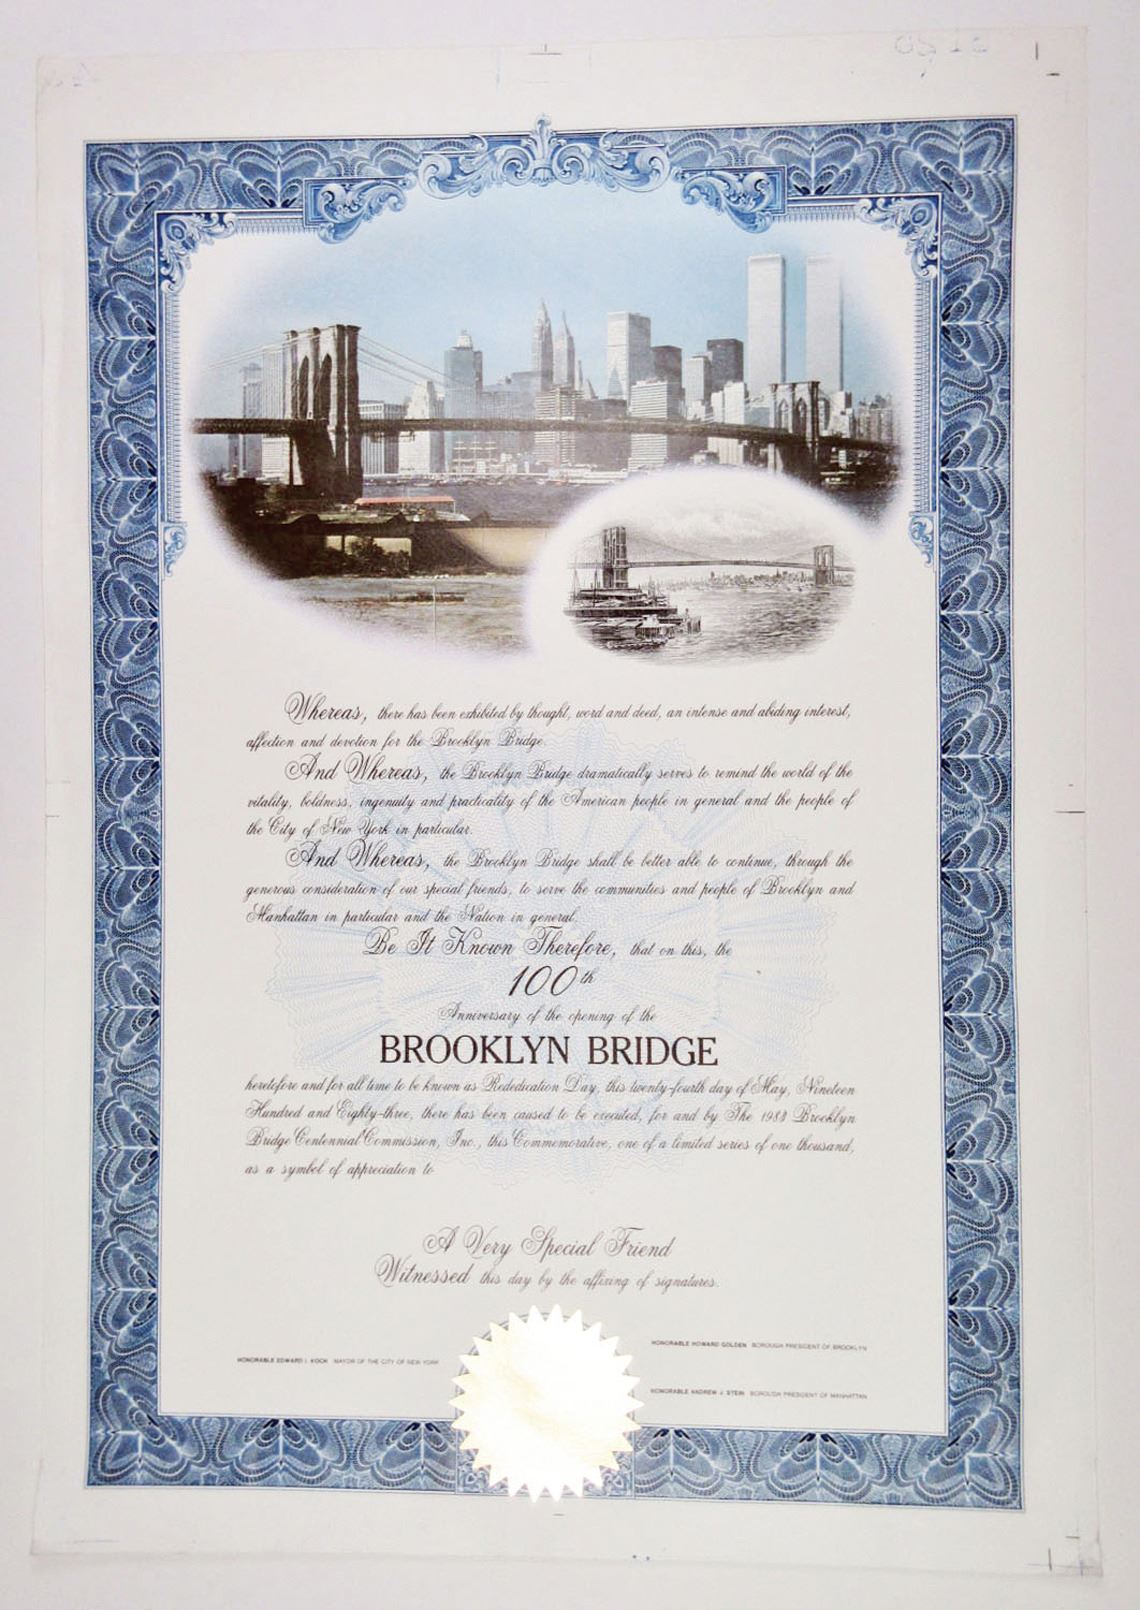 Whereas, there has been exhibited by thought, word and deed, an intense and abiding interest,
affection and devotion for the Brooklyn Bridge.
And Whereas, the Brooklyn Bridge dramatically serves to remind the world of the
vitality, boldness, ingenuity and practicality of the American people in general and the people of
the City of New York in particular.
And Whereas, the Brooklyn Bridge shall be better able to continue, through the
generous consideration of our special friends, to serve the communities and people of Brooklyn and
Manhattan in particular and the Nation in general.
Be It Known Therefore, that on this, the
100th
Anniversary of the opening of the
BROOKLYN BRIDGE
heretofore and for all time to be known as Rededication Day, this twenty-fourth day of May, Nineteen
Hundred and Eighty-three, there has been caused to be executed, for and by The 1983 Brooklyn
Bridge Centennial Commission, Inc., this Commemorative, one of a limited series of one thousand,
as a symbol of appreciation to
A Very Special Friend
Witnessed this day by the affixing of signatures.
HONORABLE EDWARD I. KOCH MAYOR OF THE CITY OF NEW YORK
HONORABLE HOWARD GOLDEN BOROUGH PRESIDENT OF BROOKLYN
HONORABLE ANDREW J. STEIN BOROUGH PRESIDENT OF MANHATTAN